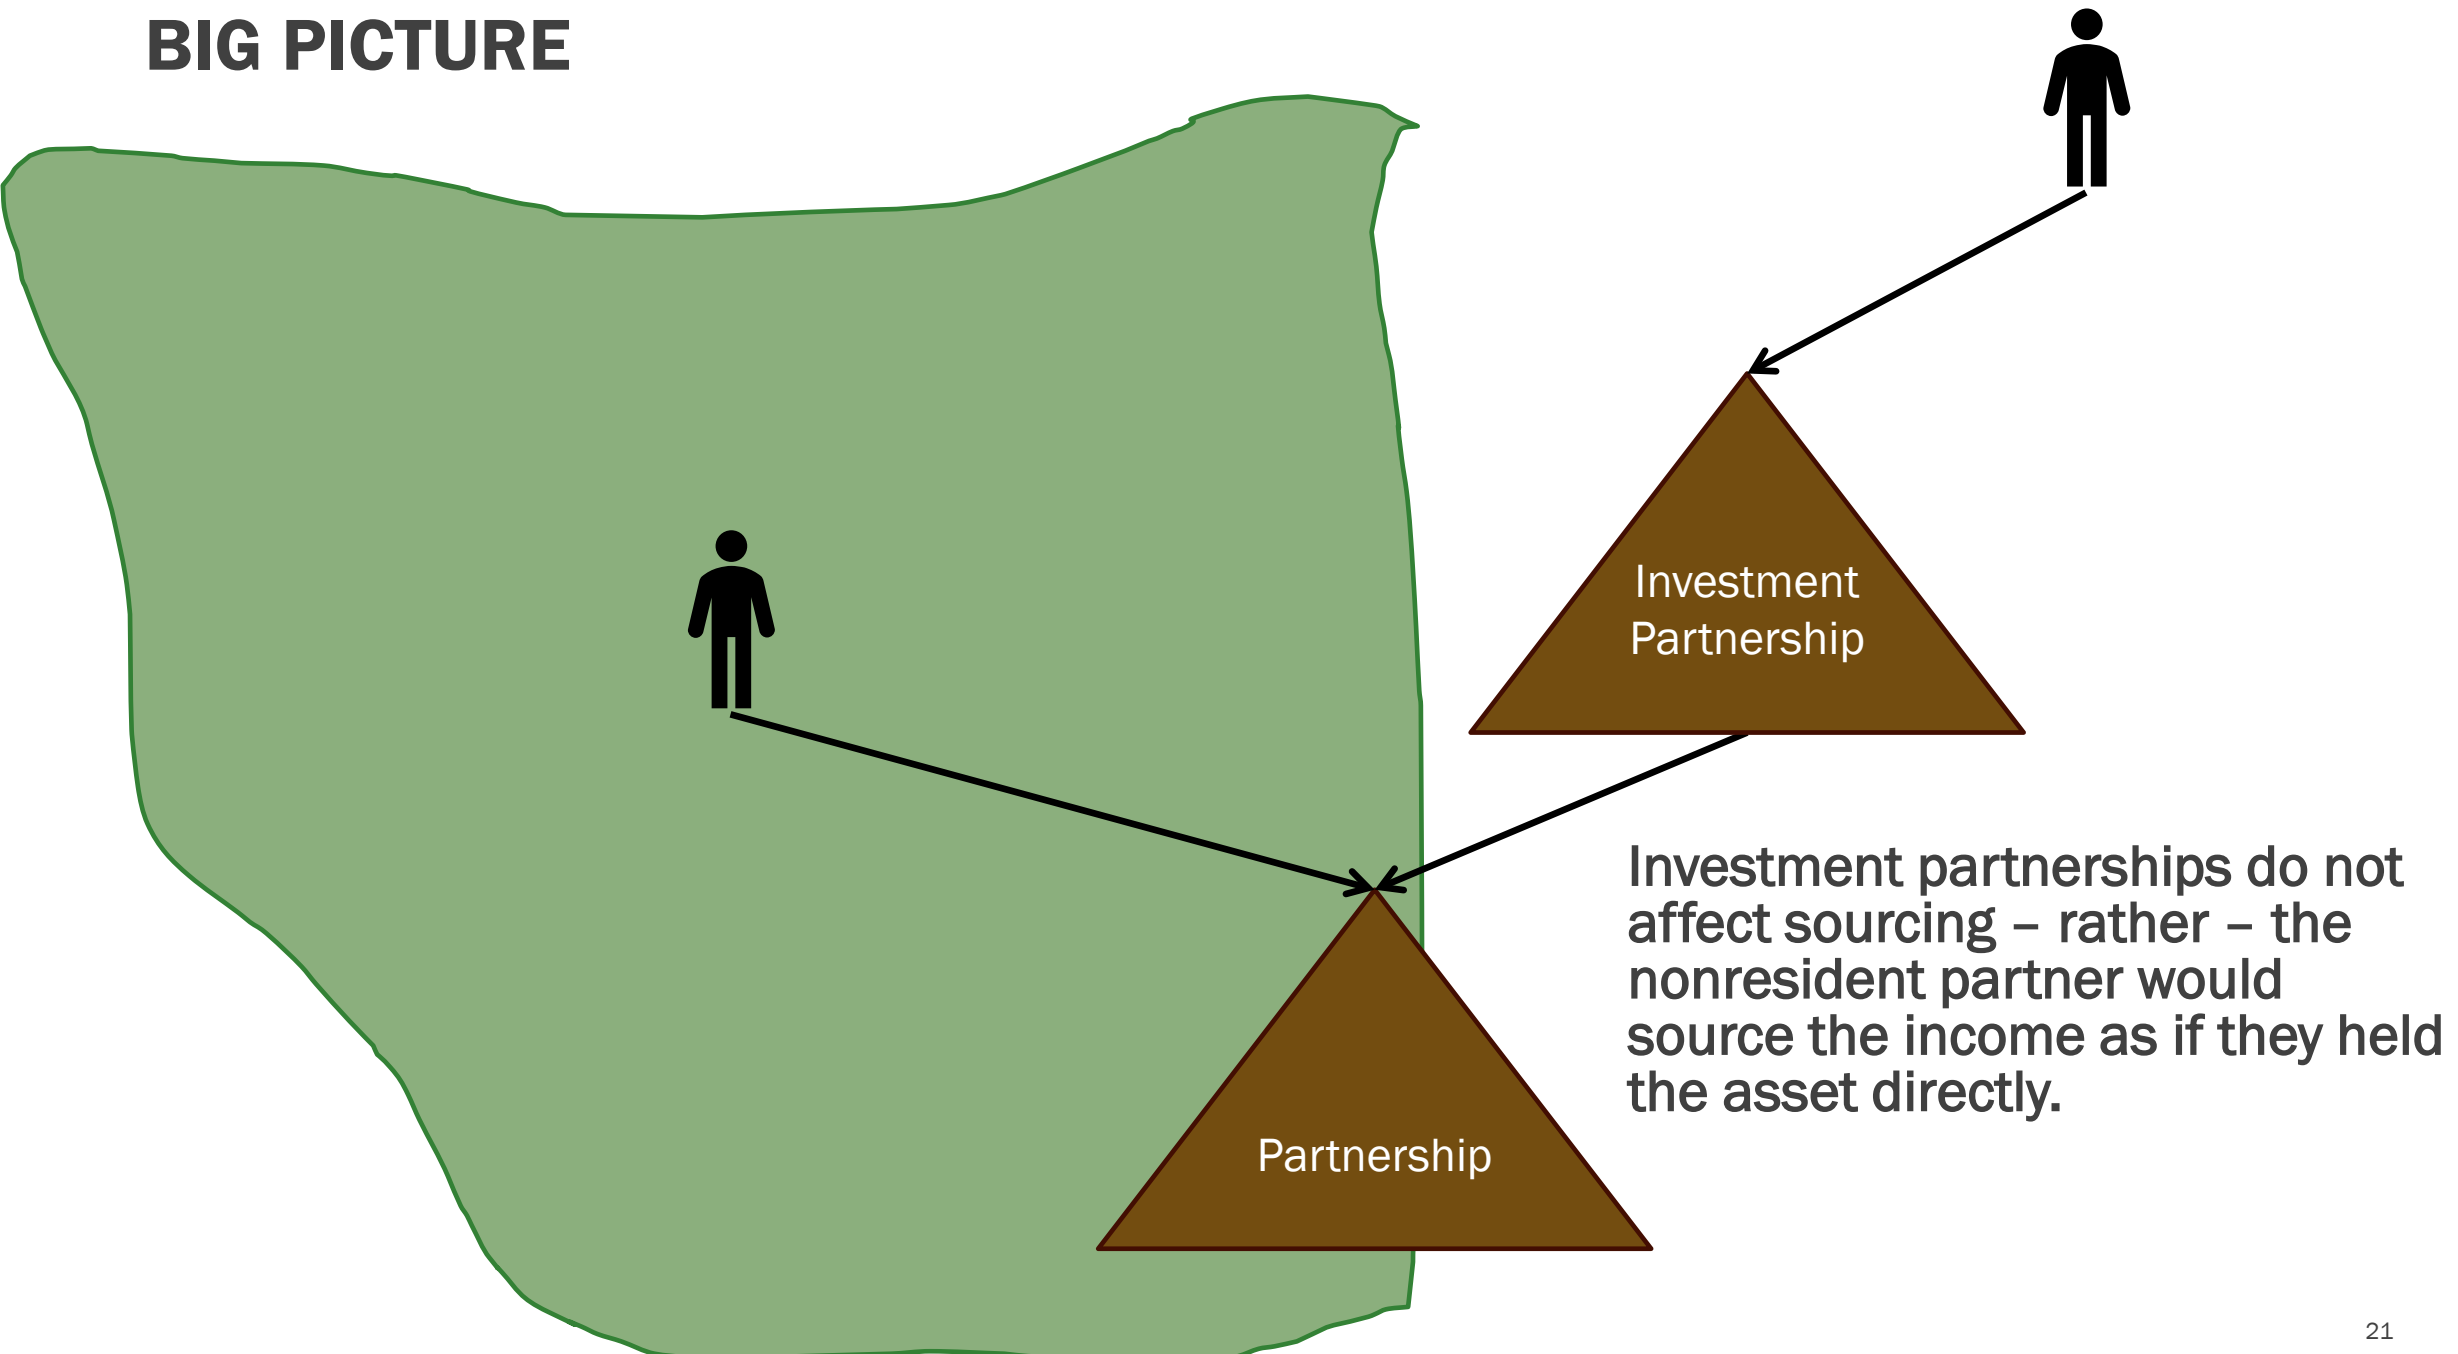 BIG PICTURE
Investment
Partnership
Investment partnerships do not
affect sourcing – rather – the
nonresident partner would
source the income as if they held
the asset directly.
Partnership
21